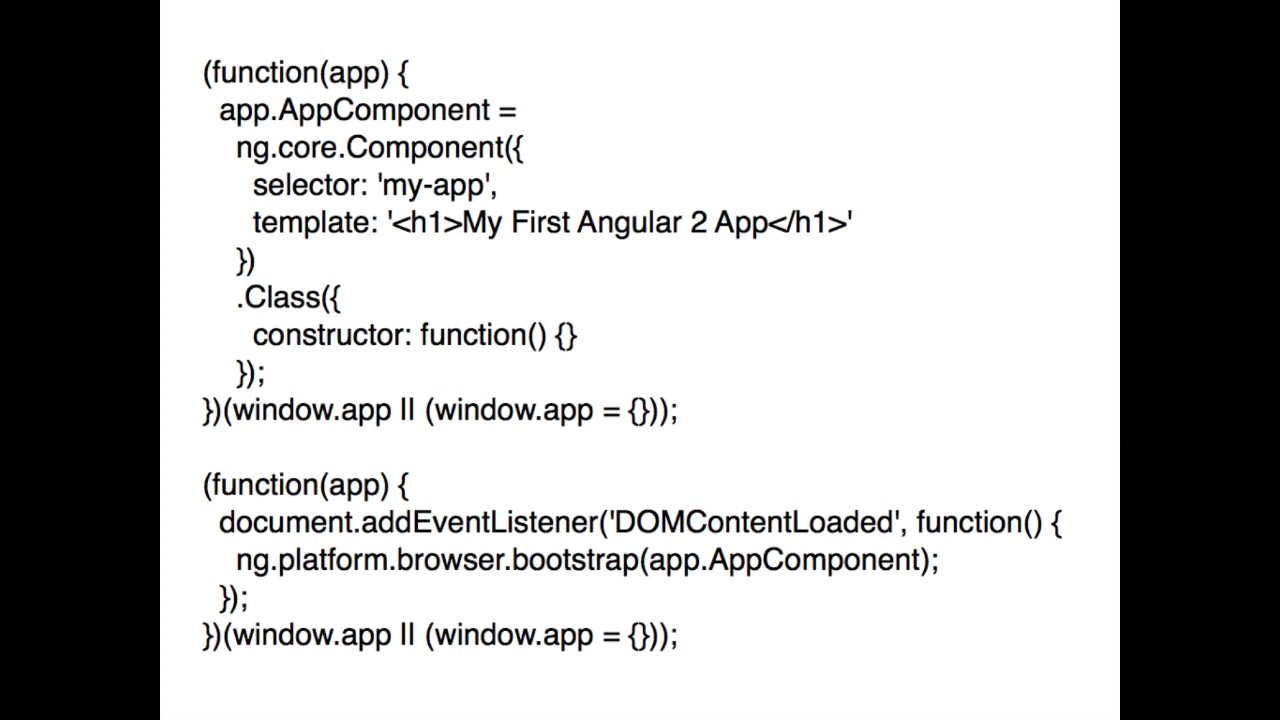 (function(app) {
  app.AppComponent =
    ng.core.Component({
      selector: 'my-app',
      template: '<h1>My First Angular 2 App</h1>'
    })
    .Class({
      constructor: function() {}
    });
})(window.app || (window.app = {}));

(function(app) {
  document.addEventListener('DOMContentLoaded', function() {
    ng.platform.browser.bootstrap(app.AppComponent);
  });
})(window.app || (window.app = {}));